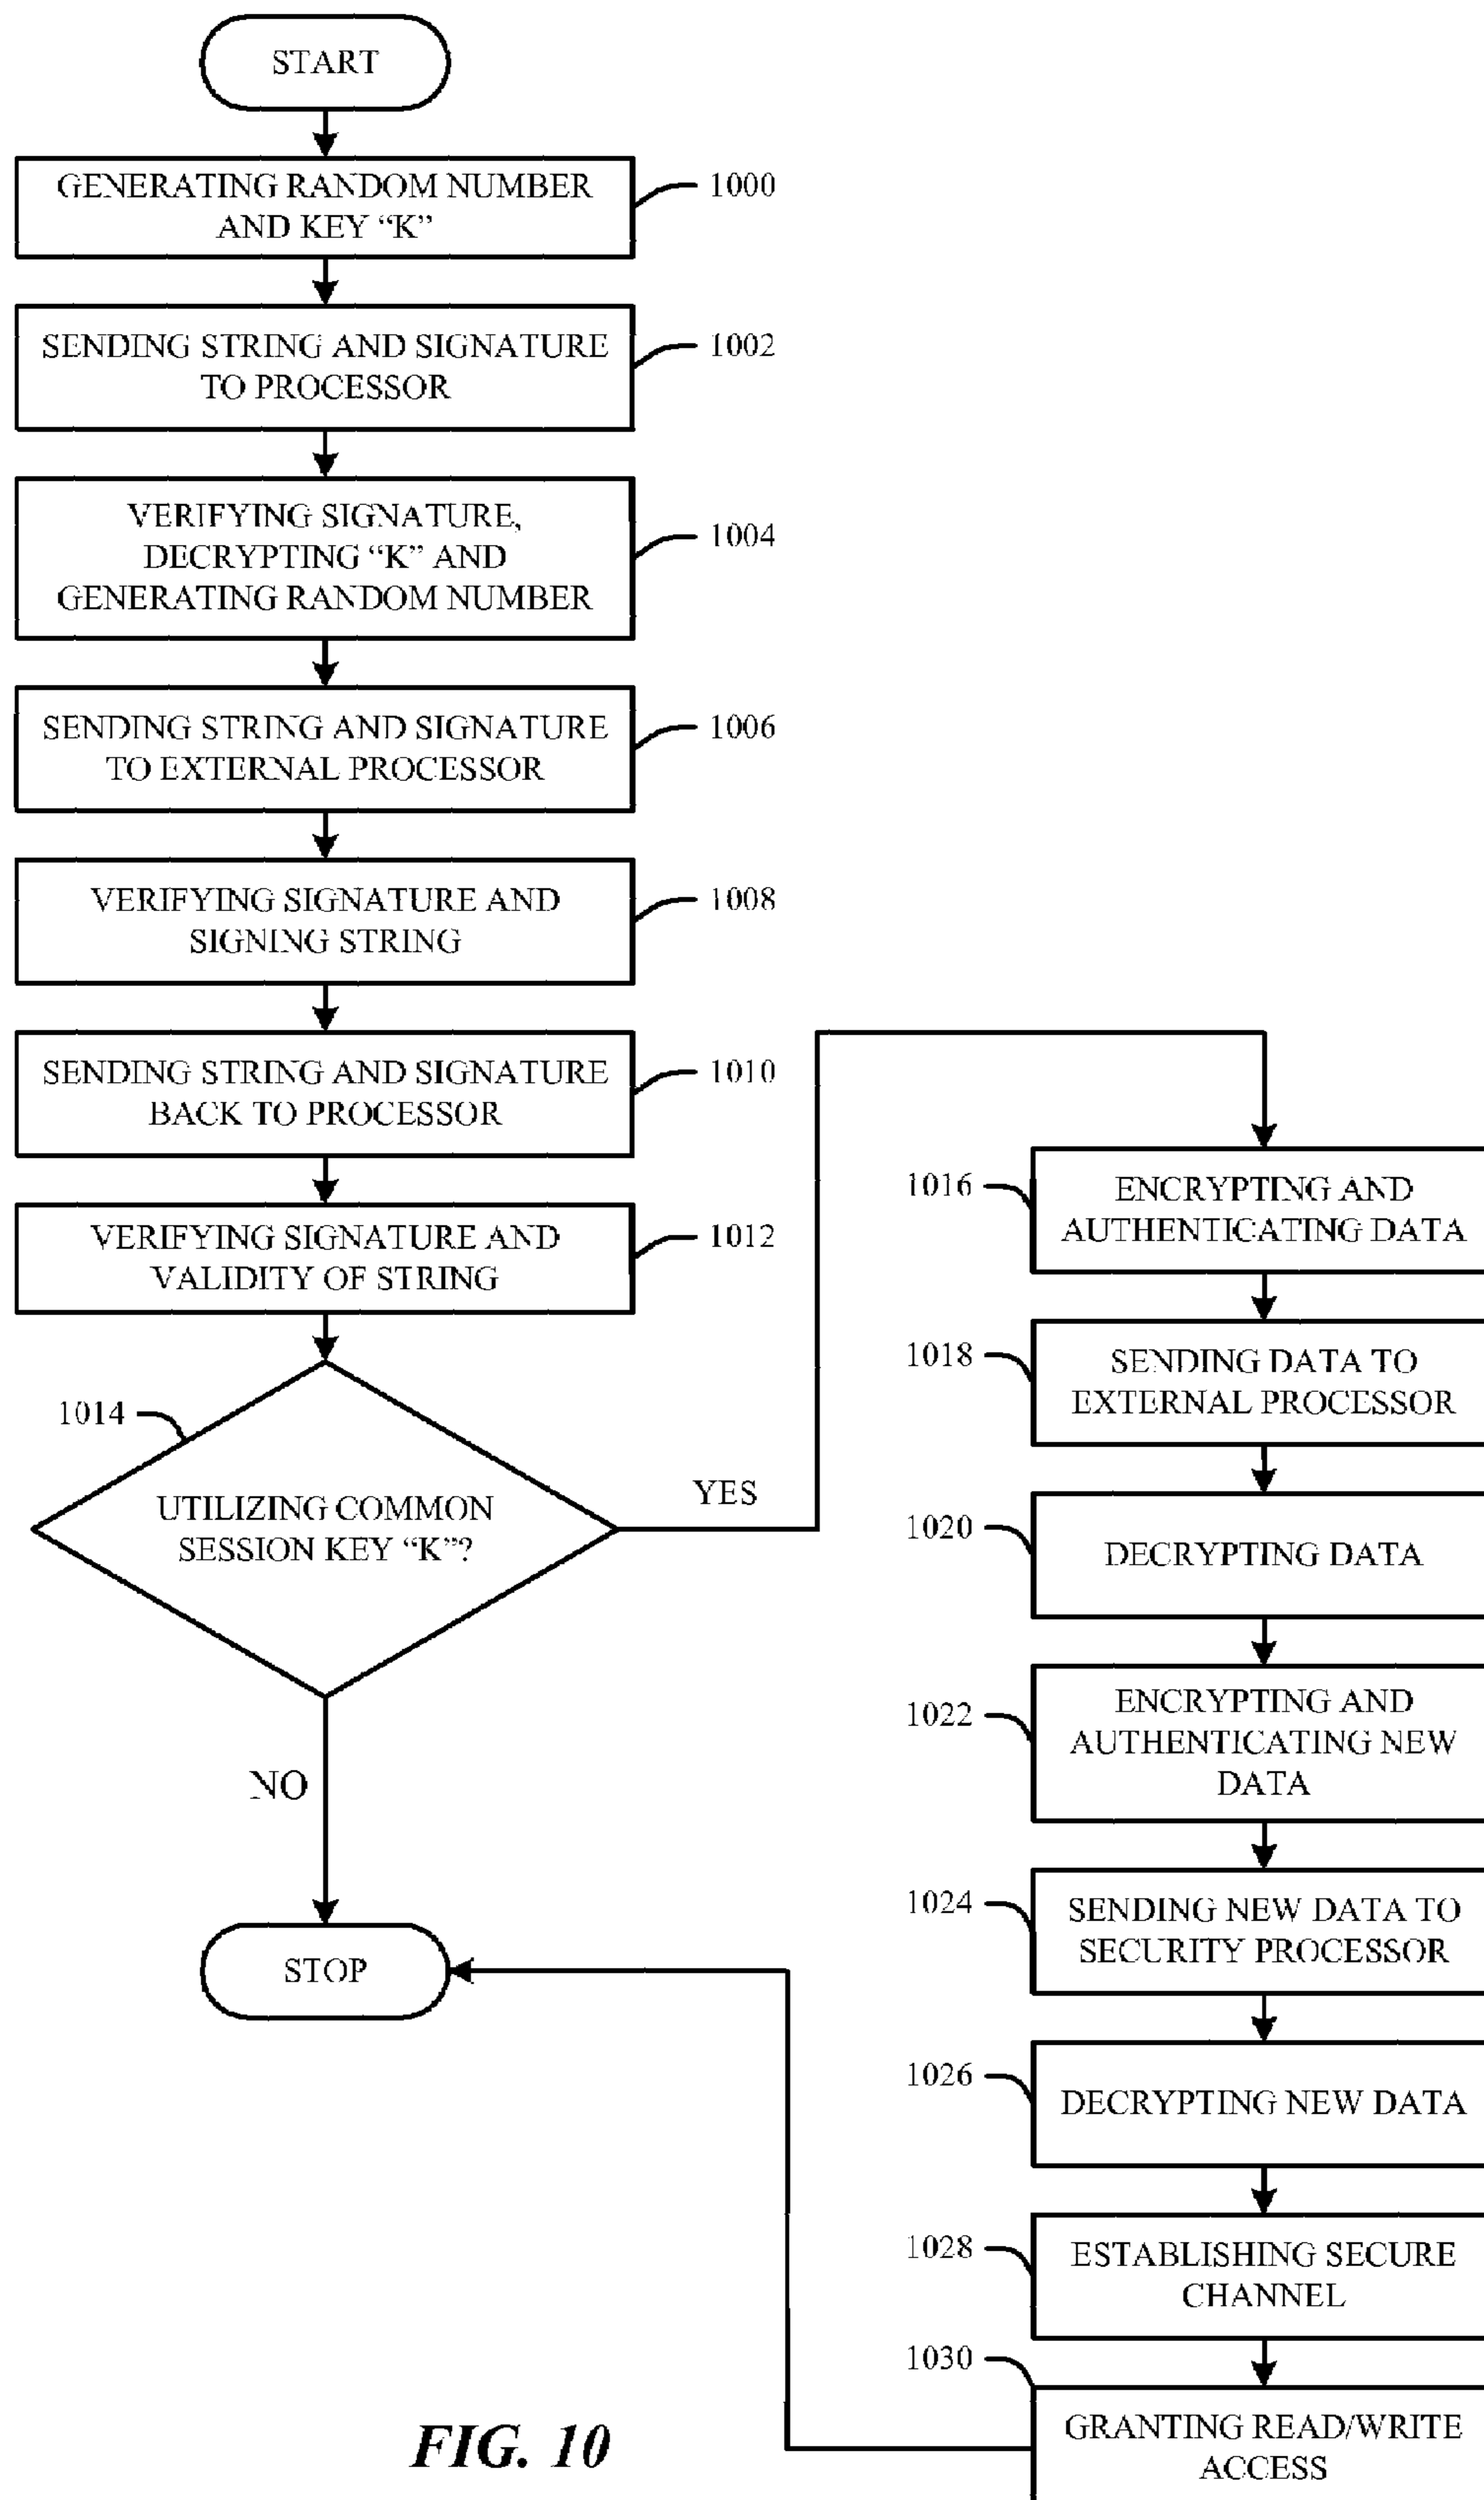 START
GENERATING RANDOM NUMBER
AND KEY “K”
1000
SENDING STRING AND SIGNATURE
TO PROCESSOR
1002
VERIFYING SIGNATURE,
DECRYPTING “K” AND
GENERATING RANDOM NUMBER
1004
SENDING STRING AND SIGNATURE
TO EXTERNAL PROCESSOR
1006
VERIFYING SIGNATURE AND
SIGNING STRING
1008
SENDING STRING AND SIGNATURE
BACK TO PROCESSOR
1010
VERIFYING SIGNATURE AND
VALIDITY OF STRING
1012
1014
UTILIZING COMMON
SESSION KEY “K”?
YES
NO
STOP
1016
ENCRYPTING AND
AUTHENTICATING DATA
1018
SENDING DATA TO
EXTERNAL PROCESSOR
1020
DECRYPTING DATA
1022
ENCRYPTING AND
AUTHENTICATING NEW
DATA
1024
SENDING NEW DATA TO
SECURITY PROCESSOR
1026
DECRYPTING NEW DATA
1028
ESTABLISHING SECURE
CHANNEL
1030
GRANTING READ/WRITE
ACCESS
FIG. 10